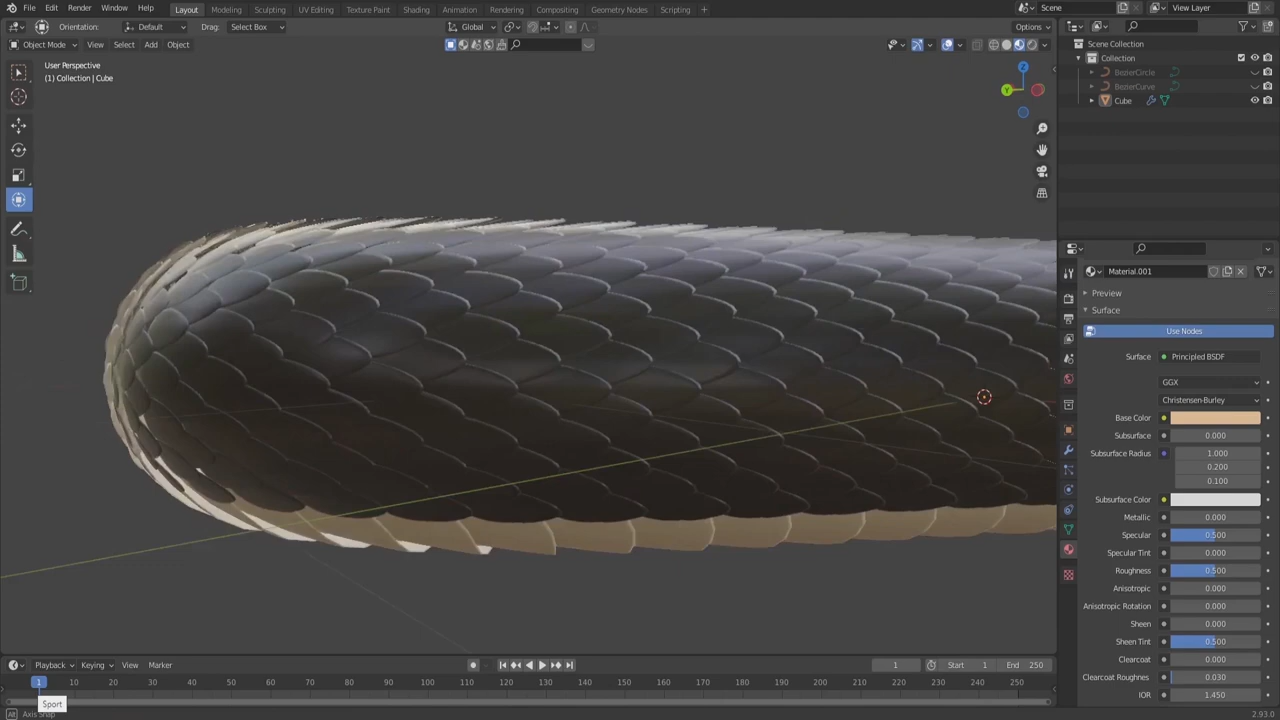 File Edit Render Window Help Layout Modeling Sculpting UV Editing Texture Paint Shading Animation Rendering Compositing Geometry Nodes Scripting + Scene View Layer
Orientation: Default Drag: Select Box Global Options
Object Mode View Select Add Object
User Perspective
(1) Collection | Cube
Z
Y
Scene Collection
Collection
BezierCircle
BezierCurve
Cube
Material.001
Preview
Surface
Use Nodes
Surface Principled BSDF
GGX
Christensen-Burley
Base Color
Subsurface 0.000
Subsurface Radius 1.000
0.200
0.100
Subsurface Color
Metallic 0.000
Specular 0.500
Specular Tint 0.000
Roughness 0.500
Anisotropic 0.000
Anisotropic Rotation 0.000
Sheen 0.000
Sheen Tint 0.500
Clearcoat 0.000
Clearcoat Roughnes 0.030
IOR 1.450
Playback Keying View Marker 1 Start 1 End 250
1 10 20 30 40 50 60 70 80 90 100 110 120 130 140 150 160 170 180 190 200 210 220 230 240 250
Sport
Axis Snap 2.93.0